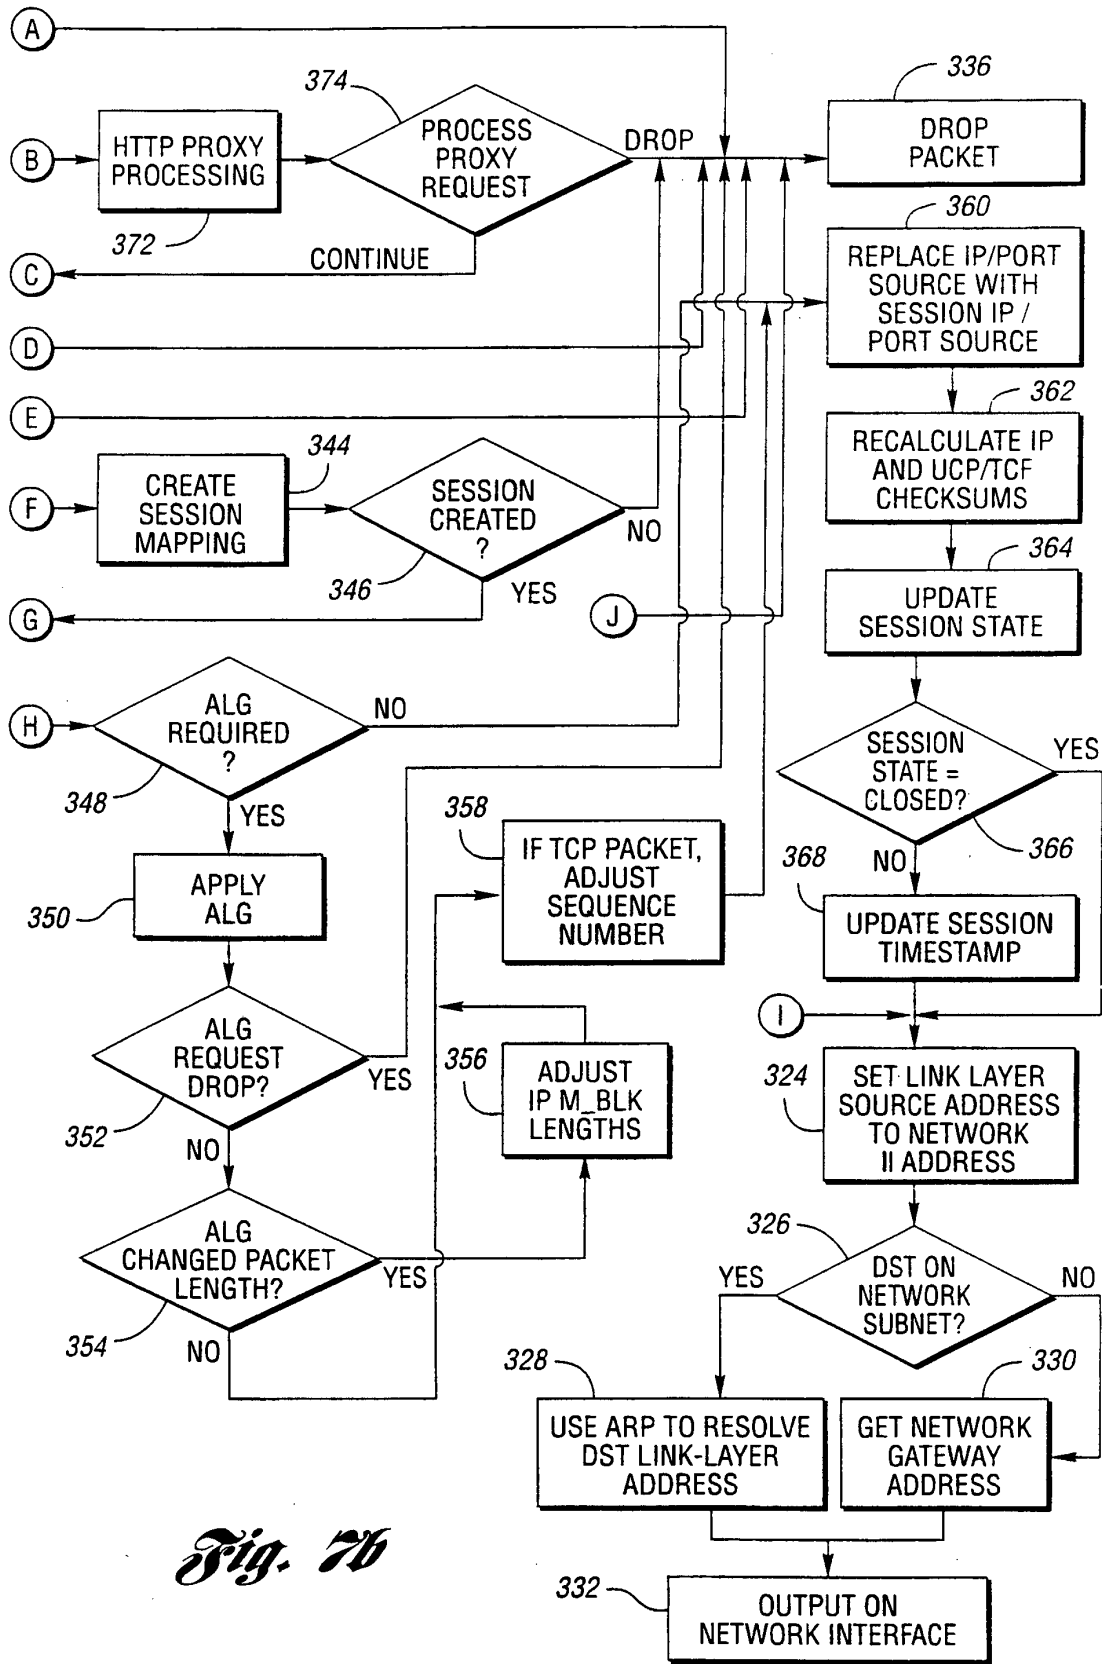 A
336
374
DROP
PACKET
PROCESS
PROXY
REQUEST
DROP
B
HTTP PROXY
PROCESSING
372
CONTINUE
C
360
REPLACE IP/PORT
SOURCE WITH
SESSION IP /
PORT SOURCE
D
E
362
RECALCULATE IP
AND UCP/TCF
CHECKSUMS
344
F
CREATE
SESSION
MAPPING
SESSION
CREATED
?
NO
346
YES
G
J
364
UPDATE
SESSION STATE
H
ALG
REQUIRED
?
NO
348
YES
SESSION
STATE =
CLOSED?
YES
366
NO
358
IF TCP PACKET,
ADJUST
SEQUENCE
NUMBER
368
UPDATE SESSION
TIMESTAMP
350
APPLY
ALG
I
ALG
REQUEST
DROP?
YES
352
NO
356
ADJUST
IP M_BLK
LENGTHS
324
SET LINK LAYER
SOURCE ADDRESS
TO NETWORK
II ADDRESS
ALG
CHANGED PACKET
LENGTH?
YES
354
NO
326
YES
DST ON
NETWORK
SUBNET?
NO
328
330
USE ARP TO RESOLVE
DST LINK-LAYER
ADDRESS
GET NETWORK
GATEWAY
ADDRESS
Fig. 7b
332
OUTPUT ON
NETWORK INTERFACE